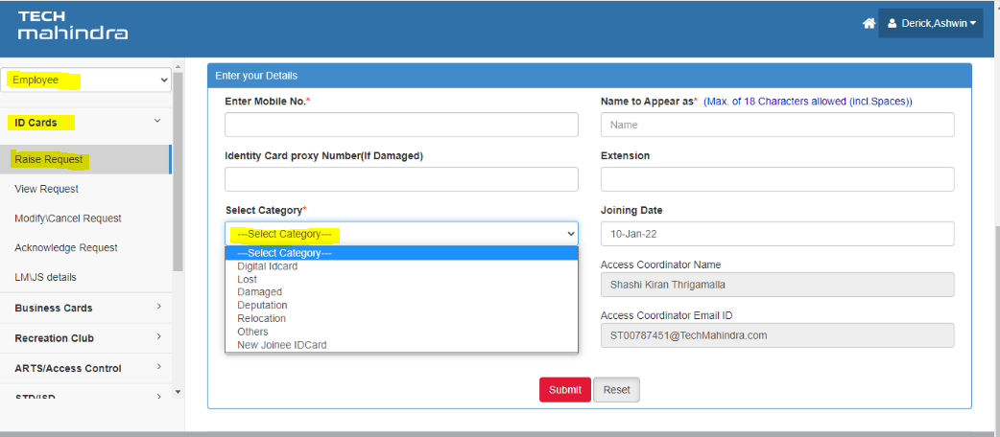 TECH
mahindra
Derick,Ashwin
Employee
ID Cards
Raise Request
View Request
Modify\Cancel Request
Acknowledge Request
LM\JS details
Business Cards
Recreation Club
ARTS/Access Control
STD/ISD
Enter your Details
Enter Mobile No.*
Name to Appear as* (Max. of 18 Characters allowed (incl.Spaces))
Name
Identity Card proxy Number(If Damaged)
Extension
Select Category*
Joining Date
---Select Category---
10-Jan-22
---Select Category---
Digital Idcard
Lost
Damaged
Deputation
Relocation
Others
New Joinee IDCard
Access Coordinator Name
Shashi Kiran Thrigamalla
Access Coordinator Email ID
ST00787451@TechMahindra.com
Submit
Reset